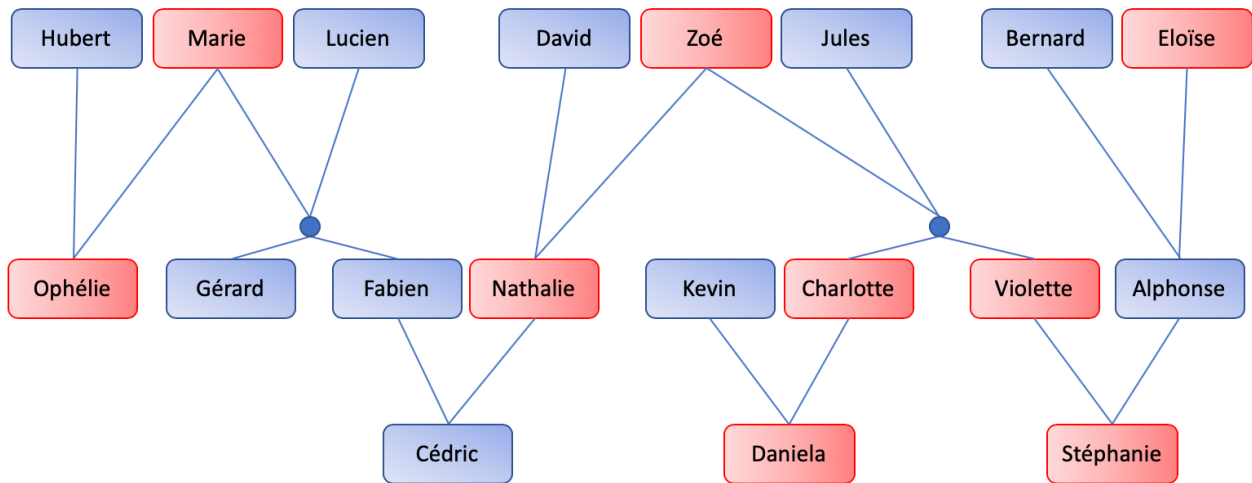 Hubert
Marie
Lucien
David
Zoé
Jules
Bernard
Eloïse
Ophélie
Gérard
Fabien
Nathalie
Kevin
Charlotte
Violette
Alphonse
Cédric
Daniela
Stéphanie